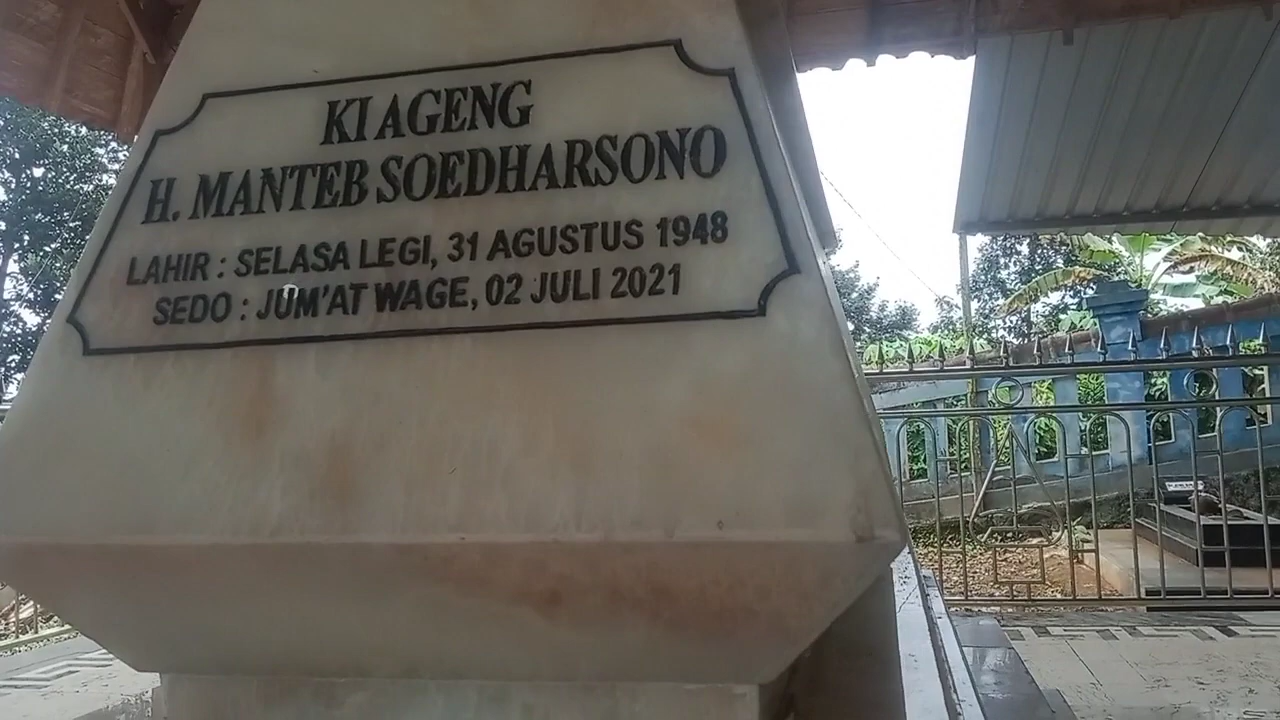 KI AGENG
H. MANTEB SOEDHARSONO
LAHIR : SELASA LEGI, 31 AGUSTUS 1948
SEDO : JUM'AT WAGE, 02 JULI 2021